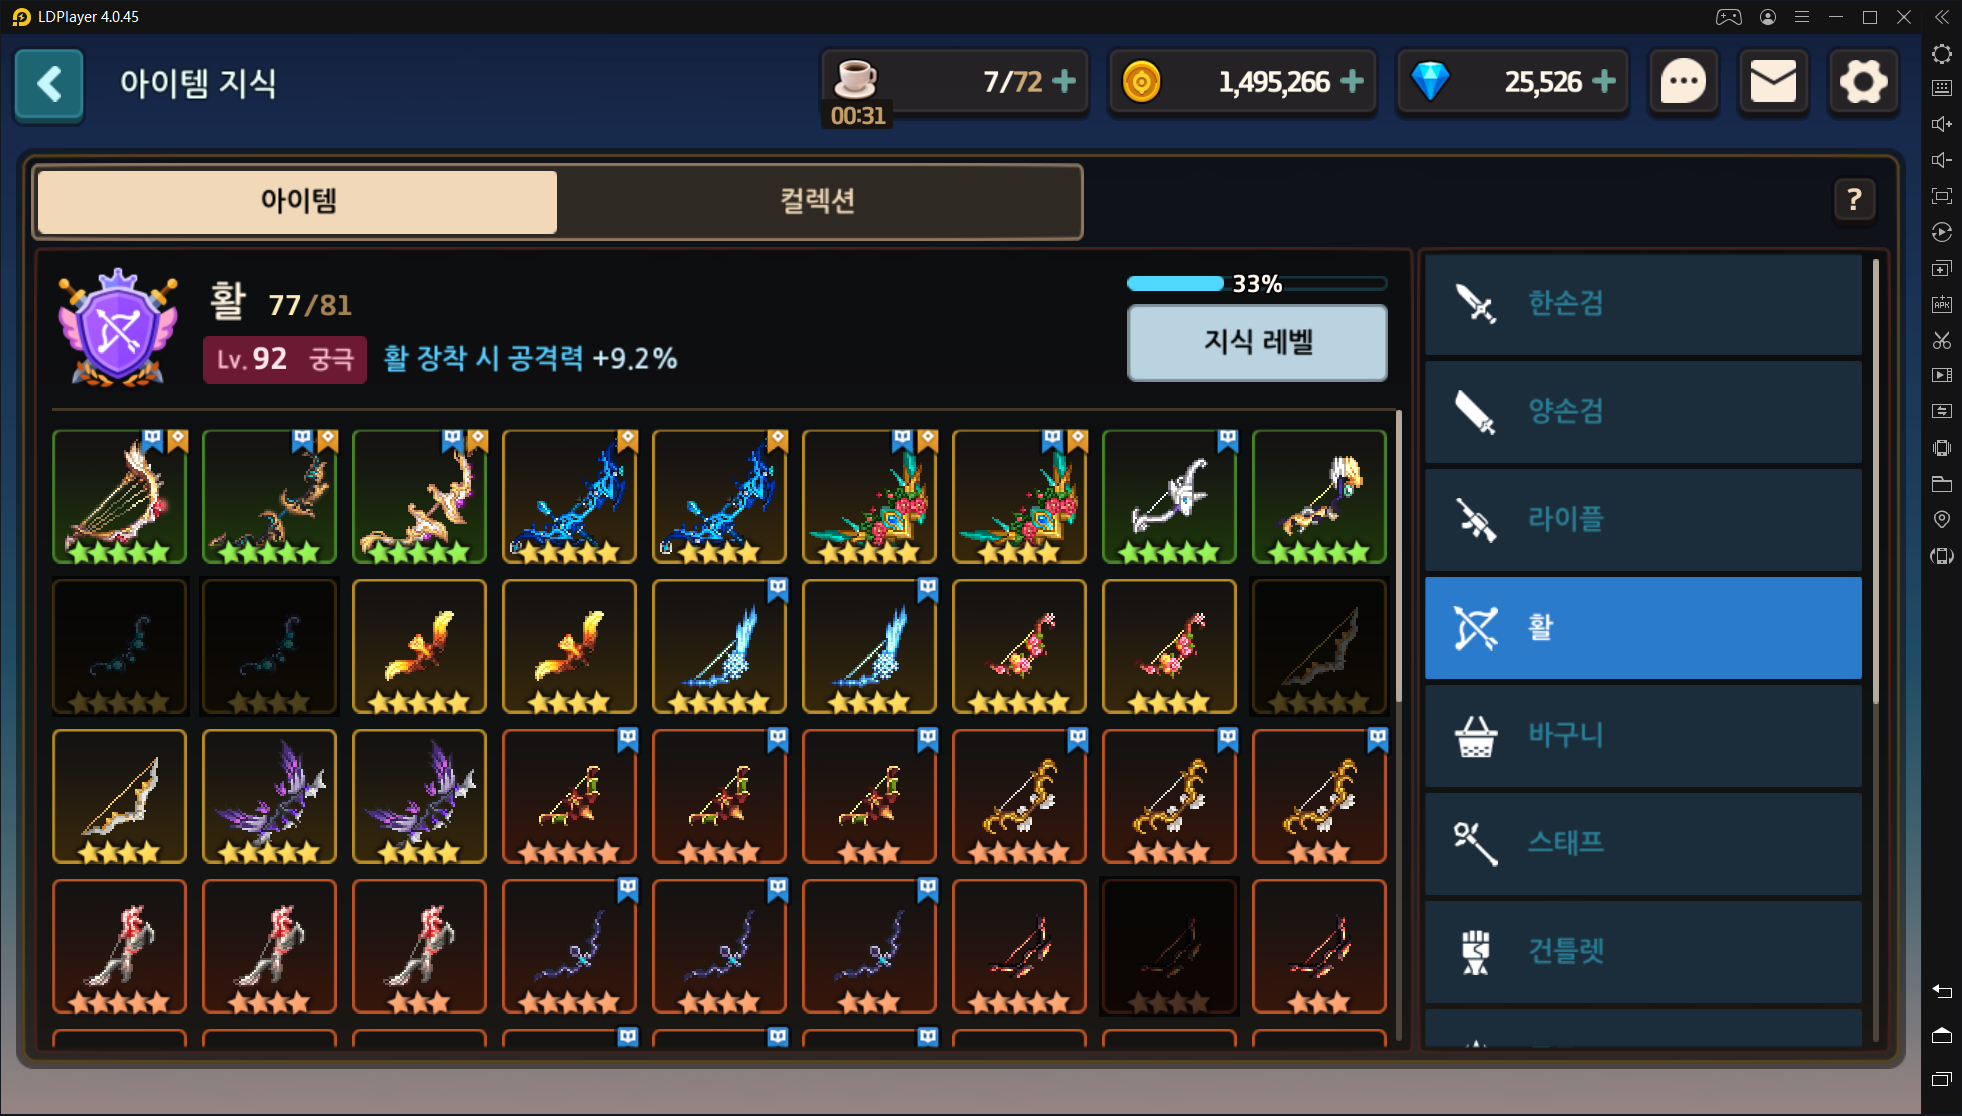 LDPlayer 4.0.45
아이템 지식
7/72
00:31
1,495,266
25,526
아이템
컬렉션
?
활 77/81
33%
Lv.92 궁극
활 장착 시 공격력 +9.2%
지식 레벨
한손검
양손검
라이플
활
바구니
스태프
건틀렛